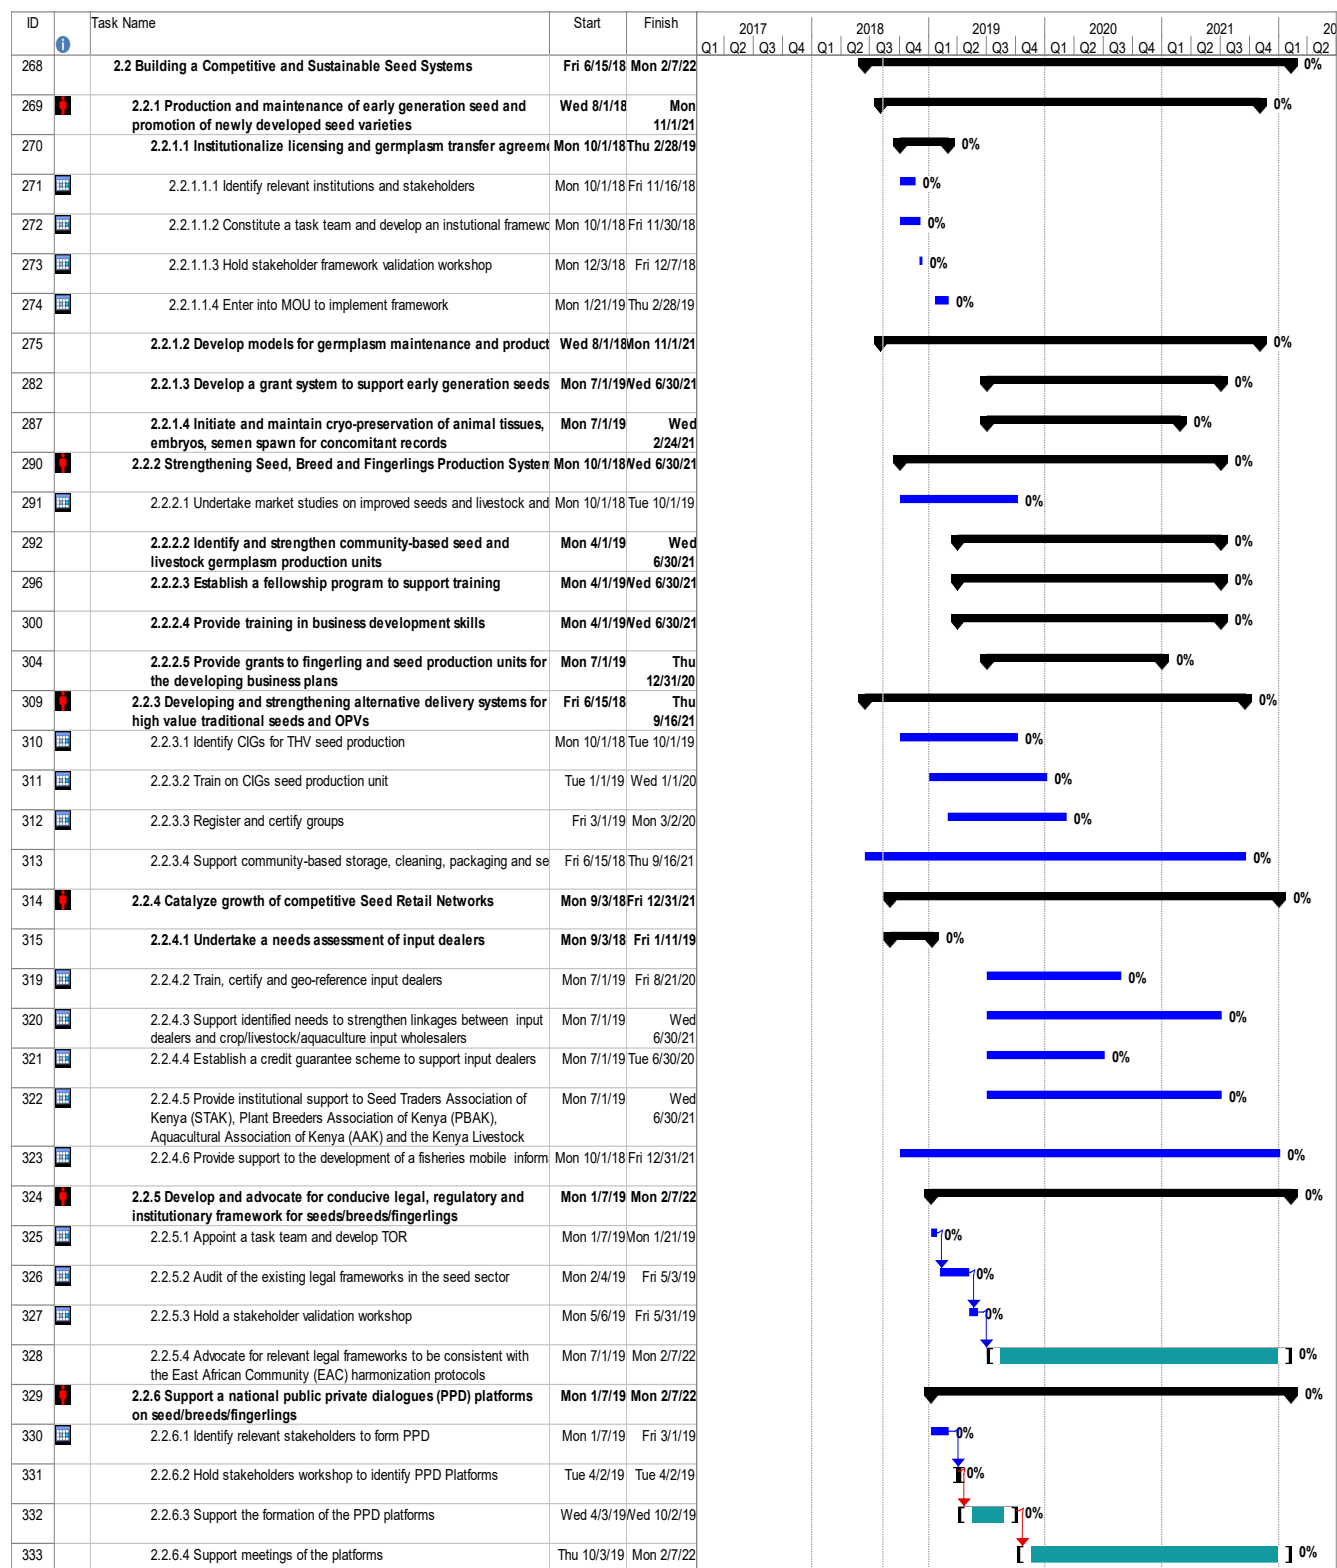 ID Task Name Start Finish 2017 2018 2019 2020 2021 20
Q1 Q2 Q3 Q4 Q1 Q2 Q3 Q4 Q1 Q2 Q3 Q4 Q1 Q2 Q3 Q4 Q1 Q2 Q3 Q4 Q1 Q2
268 2.2 Building a Competitive and Sustainable Seed Systems Fri 6/15/18 Mon 2/7/22 0%
269 2.2.1 Production and maintenance of early generation seed and Wed 8/1/18 Mon 0%
promotion of newly developed seed varieties 11/1/21
270 2.2.1.1 Institutionalize licensing and germplasm transfer agreeme Mon 10/1/18 Thu 2/28/19 0%
271 2.2.1.1.1 Identify relevant institutions and stakeholders Mon 10/1/18 Fri 11/16/18 0%
272 2.2.1.1.2 Constitute a task team and develop an instutional framewo Mon 10/1/18 Fri 11/30/18 0%
273 2.2.1.1.3 Hold stakeholder framework validation workshop Mon 12/3/18 Fri 12/7/18 0%
274 2.2.1.1.4 Enter into MOU to implement framework Mon 1/21/19 Thu 2/28/19 0%
275 2.2.1.2 Develop models for germplasm maintenance and product Wed 8/1/18 Mon 11/1/21 0%
282 2.2.1.3 Develop a grant system to support early generation seeds Mon 7/1/19 Wed 6/30/21 0%
287 2.2.1.4 Initiate and maintain cryo-preservation of animal tissues, Mon 7/1/19 Wed 0%
embryos, semen spawn for concomitant records 2/24/21
290 2.2.2 Strengthening Seed, Breed and Fingerlings Production System Mon 10/1/18 Wed 6/30/21 0%
291 2.2.2.1 Undertake market studies on improved seeds and livestock and Mon 10/1/18 Tue 10/1/19 0%
292 2.2.2.2 Identify and strengthen community-based seed and Mon 4/1/19 Wed 0%
livestock germplasm production units 6/30/21
296 2.2.2.3 Establish a fellowship program to support training Mon 4/1/19 Wed 6/30/21 0%
300 2.2.2.4 Provide training in business development skills Mon 4/1/19 Wed 6/30/21 0%
304 2.2.2.5 Provide grants to fingerling and seed production units for Mon 7/1/19 Thu 0%
the developing business plans 12/31/20
309 2.2.3 Developing and strengthening alternative delivery systems for Fri 6/15/18 Thu 0%
high value traditional seeds and OPVs 9/16/21
310 2.2.3.1 Identify CIGs for THV seed production Mon 10/1/18 Tue 10/1/19 0%
311 2.2.3.2 Train on CIGs seed production unit Tue 1/1/19 Wed 1/1/20 0%
312 2.2.3.3 Register and certify groups Fri 3/1/19 Mon 3/2/20 0%
313 2.2.3.4 Support community-based storage, cleaning, packaging and se Fri 6/15/18 Thu 9/16/21 0%
314 2.2.4 Catalyze growth of competitive Seed Retail Networks Mon 9/3/18 Fri 12/31/21 0%
315 2.2.4.1 Undertake a needs assessment of input dealers Mon 9/3/18 Fri 1/11/19 0%
319 2.2.4.2 Train, certify and geo-reference input dealers Mon 7/1/19 Fri 8/21/20 0%
320 2.2.4.3 Support identified needs to strengthen linkages between input Mon 7/1/19 Wed 0%
dealers and crop/livestock/aquaculture input wholesalers 6/30/21
321 2.2.4.4 Establish a credit guarantee scheme to support input dealers Mon 7/1/19 Tue 6/30/20 0%
322 2.2.4.5 Provide institutional support to Seed Traders Association of Mon 7/1/19 Wed 0%
Kenya (STAK), Plant Breeders Association of Kenya (PBAK), 6/30/21
Aquacultural Association of Kenya (AAK) and the Kenya Livestock
323 2.2.4.6 Provide support to the development of a fisheries mobile inform Mon 10/1/18 Fri 12/31/21 0%
324 2.2.5 Develop and advocate for conducive legal, regulatory and Mon 1/7/19 Mon 2/7/22 0%
institutionary framework for seeds/breeds/fingerlings
325 2.2.5.1 Appoint a task team and develop TOR Mon 1/7/19 Mon 1/21/19 0%
326 2.2.5.2 Audit of the existing legal frameworks in the seed sector Mon 2/4/19 Fri 5/3/19 0%
327 2.2.5.3 Hold a stakeholder validation workshop Mon 5/6/19 Fri 5/31/19 0%
328 2.2.5.4 Advocate for relevant legal frameworks to be consistent with Mon 7/1/19 Mon 2/7/22 0%
the East African Community (EAC) harmonization protocols
329 2.2.6 Support a national public private dialogues (PPD) platforms Mon 1/7/19 Mon 2/7/22 0%
on seed/breeds/fingerlings
330 2.2.6.1 Identify relevant stakeholders to form PPD Mon 1/7/19 Fri 3/1/19 0%
331 2.2.6.2 Hold stakeholders workshop to identify PPD Platforms Tue 4/2/19 Tue 4/2/19 0%
332 2.2.6.3 Support the formation of the PPD platforms Wed 4/3/19 Wed 10/2/19 0%
333 2.2.6.4 Support meetings of the platforms Thu 10/3/19 Mon 2/7/22 0%